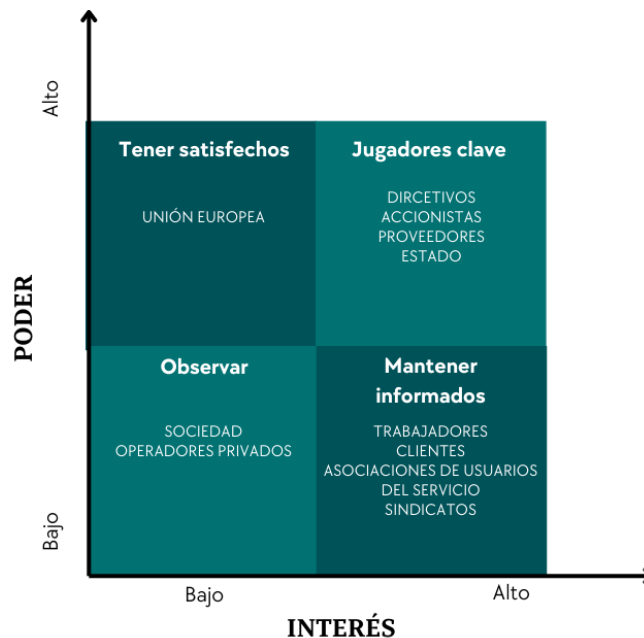 Alto
Tener satisfechos
UNIÓN EUROPEA
Jugadores clave
DIRCETIVOS
ACCIONISTAS
PROVEEDORES
ESTADO
PODER
Observar
SOCIEDAD
OPERADORES PRIVADOS
Mantener
informados
TRABAJADORES
CLIENTES
ASOCIACIONES DE USUARIOS
DEL SERVICIO
SINDICATOS
Bajo
Bajo
Alto
INTERÉS